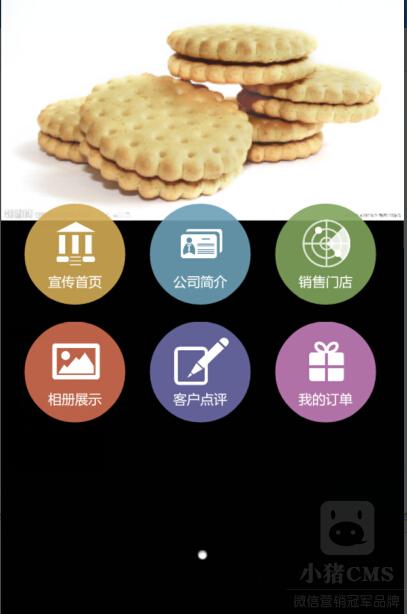 宣传首页
公司简介
销售门店
相册展示
客户点评
我的订单
小猪CMS
微信营销冠军品牌